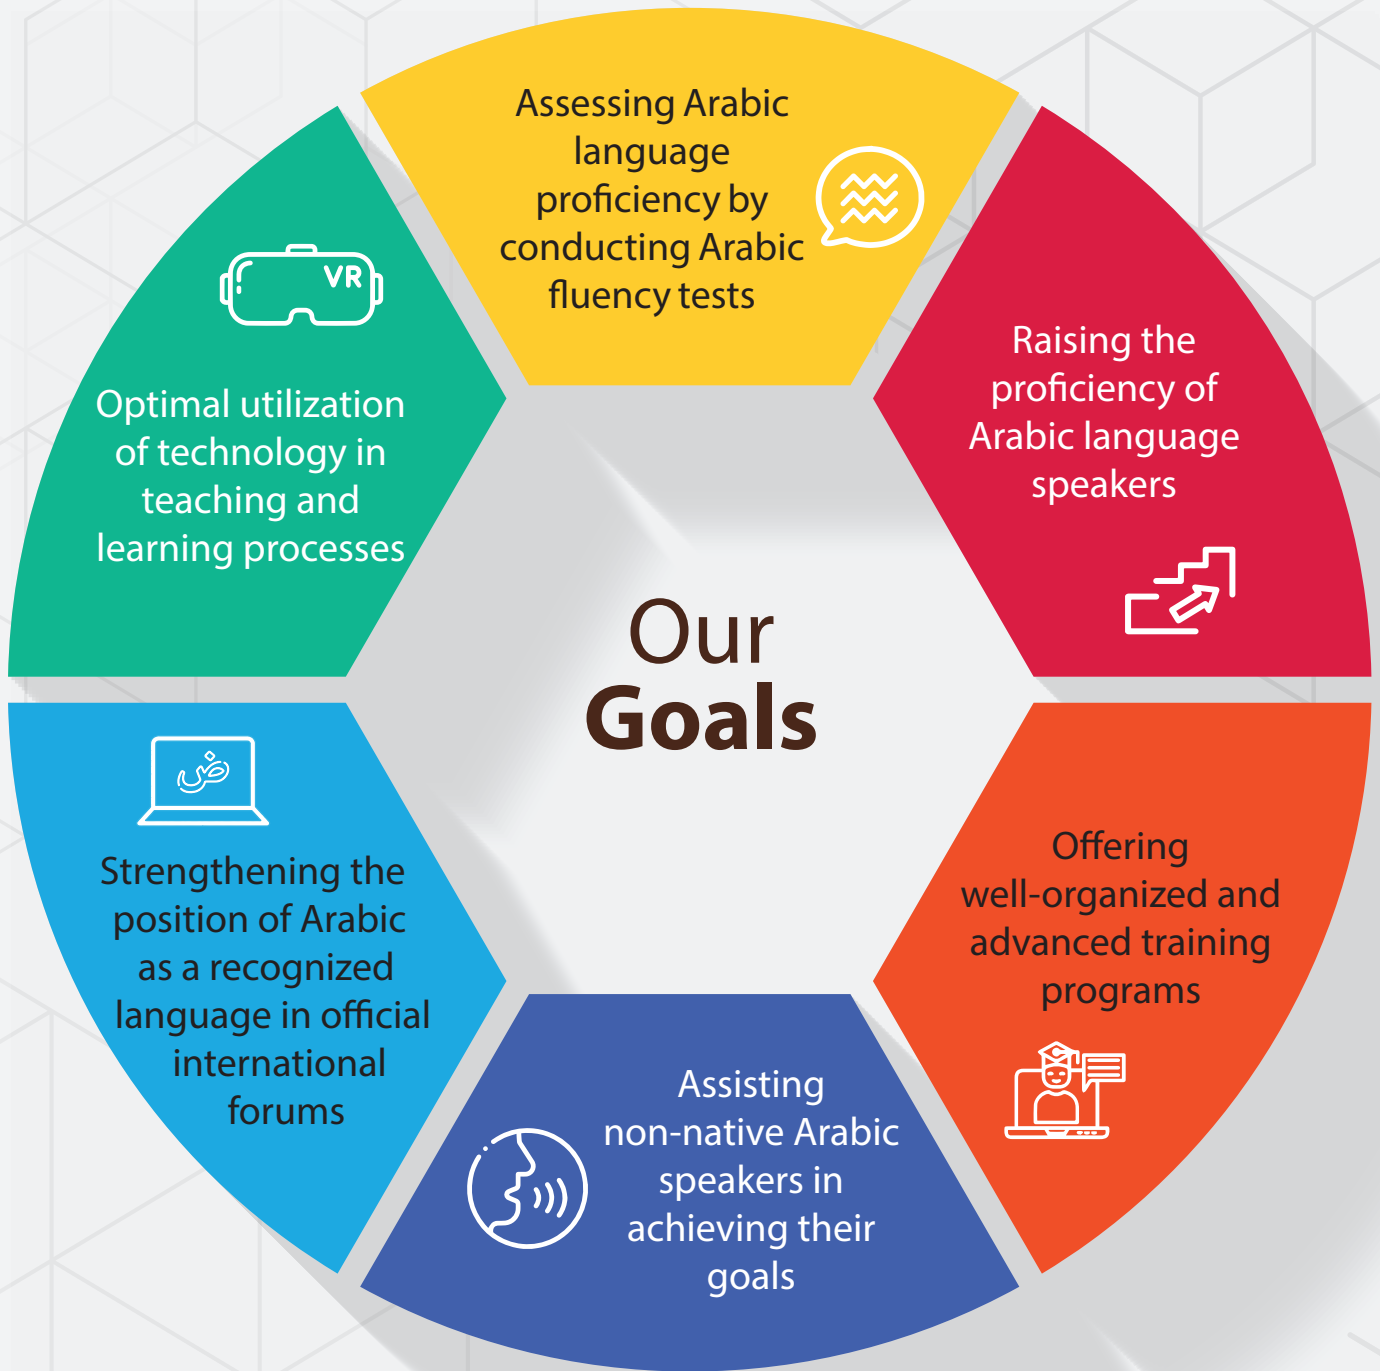 Assessing Arabic
language
proficiency by
conducting Arabic
fluency tests
Raising the
proficiency of
Arabic language
speakers
Offering
well-organized and
advanced training
programs
Assisting
non-native Arabic
speakers in
achieving their
goals
Strengthening the
position of Arabic
as a recognized
language in official
international
forums
ض
VR
Optimal utilization
of technology in
teaching and
learning processes
Our
Goals